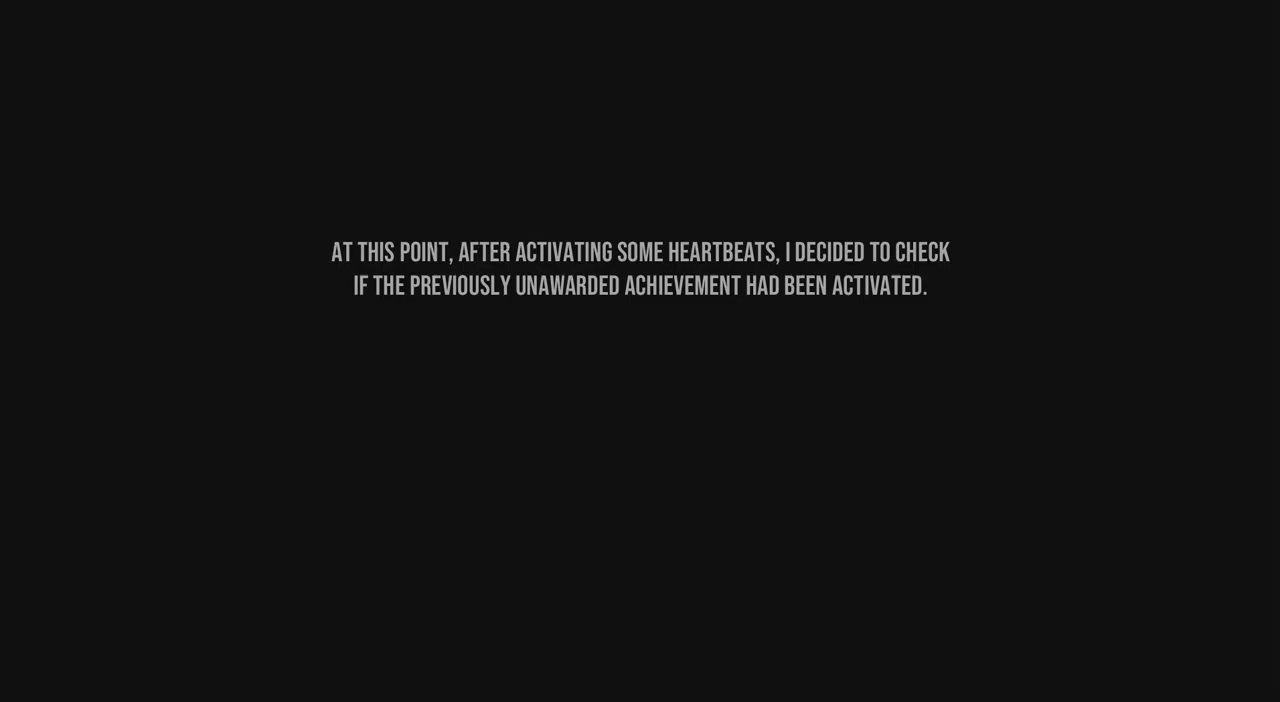 AT THIS POINT, AFTER ACTIVATING SOME HEARTBEATS, I DECIDED TO CHECK
IF THE PREVIOUSLY UNAWARDED ACHIEVEMENT HAD BEEN ACTIVATED.